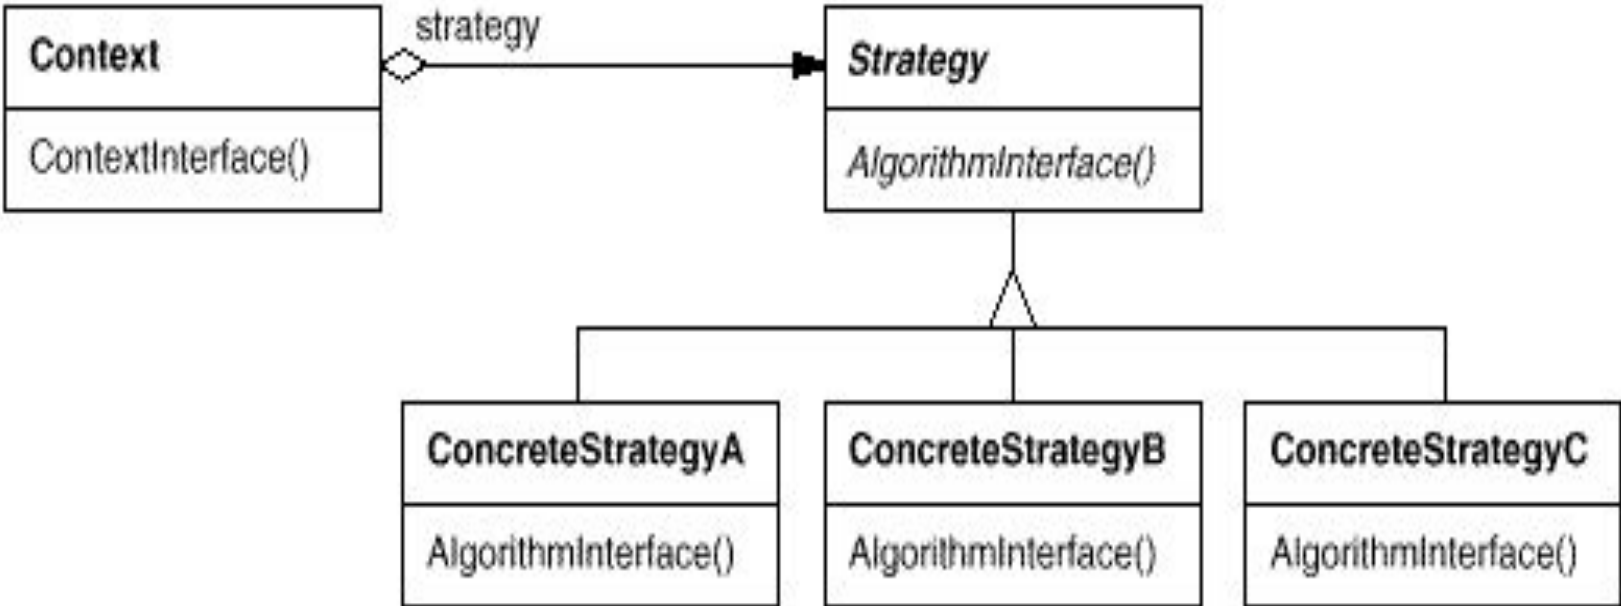 strategy
Context
Strategy
ContextInterface()
AlgorithmInterface()
ConcreteStrategyA
ConcreteStrategyB
ConcreteStrategyC
AlgorithmInterface()
AlgorithmInterface()
AlgorithmInterface()